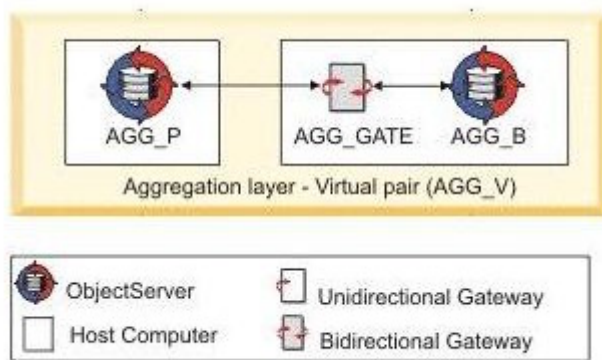 AGG_P AGG_GATE AGG_B
Aggregation layer - Virtual pair (AGG_V)
ObjectServer
Unidirectional Gateway
Host Computer
Bidirectional Gateway